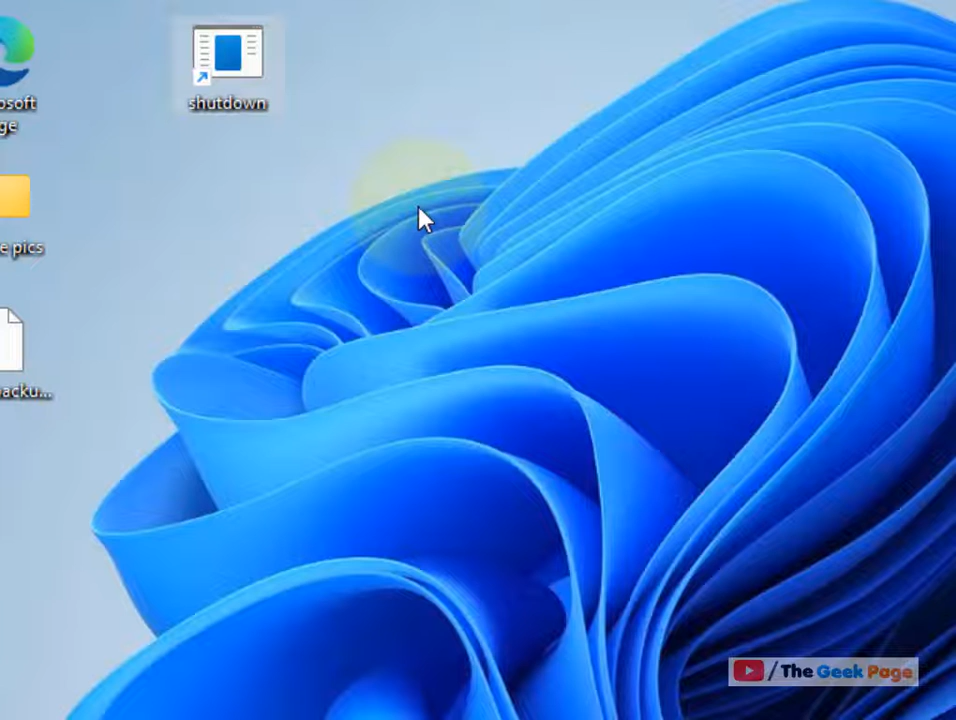 osoft
ge
shutdown
e pics
acku...
/ The Geek Page